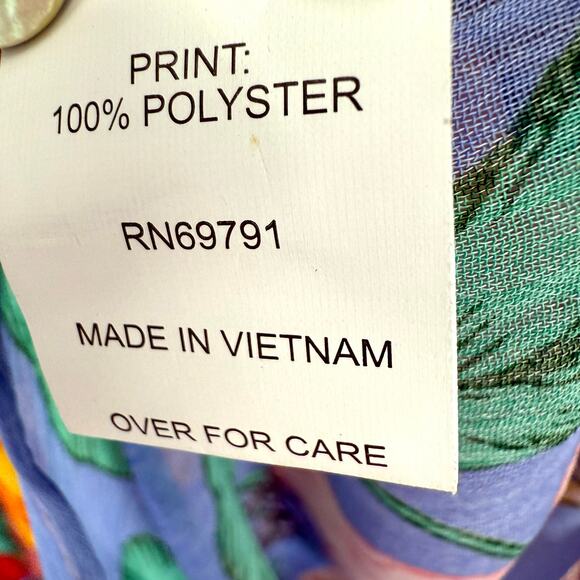 PRINT:
100% POLYSTER
RN69791
MADE IN VIETNAM
OVER FOR CARE